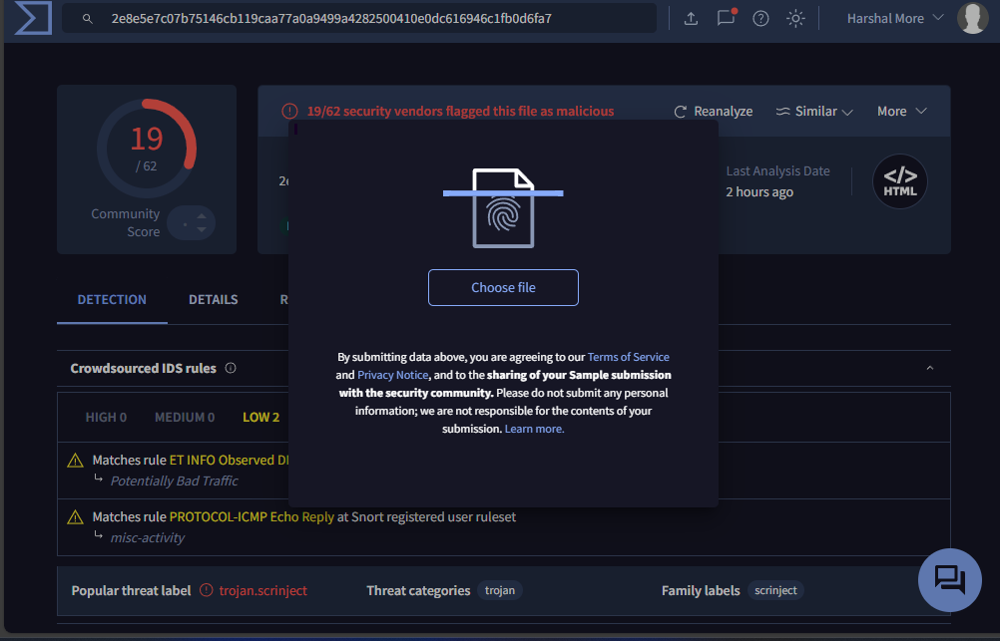 2e8e5e7c07b75146cb119caa77a0a9499a4282500410e0dc616946c1fb0d6fa7
Harshal More
19
/ 62
Community
Score
19/62 security vendors flagged this file as malicious
Reanalyze
Similar
More
2
Last Analysis Date
2 hours ago
</>
HTML
Choose file
By submitting data above, you are agreeing to our Terms of Service
and Privacy Notice, and to the sharing of your Sample submission
with the security community. Please do not submit any personal
information; we are not responsible for the contents of your
submission. Learn more.
DETECTION
DETAILS
R
Crowdsourced IDS rules
HIGH 0
MEDIUM 0
LOW 2
Matches rule ET INFO Observed
Potentially Bad Traffic
Matches rule PROTOCOL-ICMP Echo Reply at Snort registered user ruleset
misc-activity
Popular threat label
trojan.scrinject
Threat categories
trojan
Family labels
scrinject